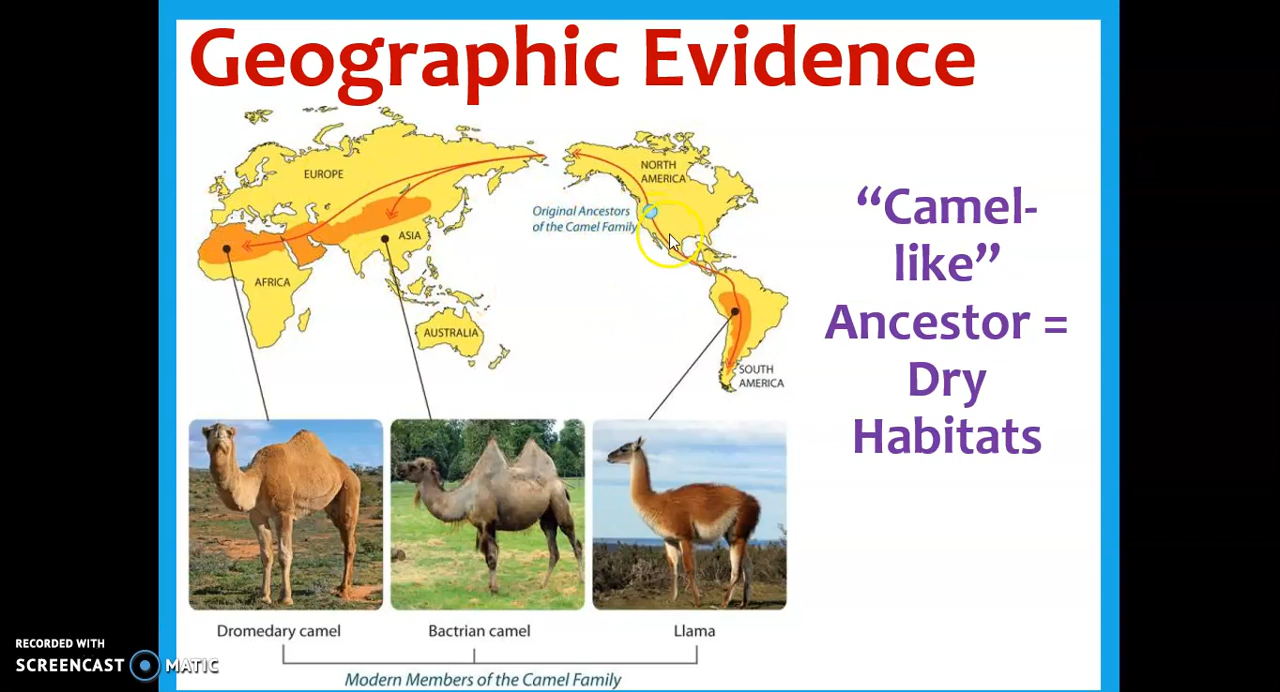 Geographic Evidence
EUROPE
NORTH
AMERICA
Original Ancestors
of the Camel Family
ASIA
AFRICA
AUSTRALIA
SOUTH
AMERICA
“Camel-
like”
Ancestor =
Dry
Habitats
Dromedary camel
Bactrian camel
Llama
Modern Members of the Camel Family
RECORDED WITH
SCREENCAST MATIC